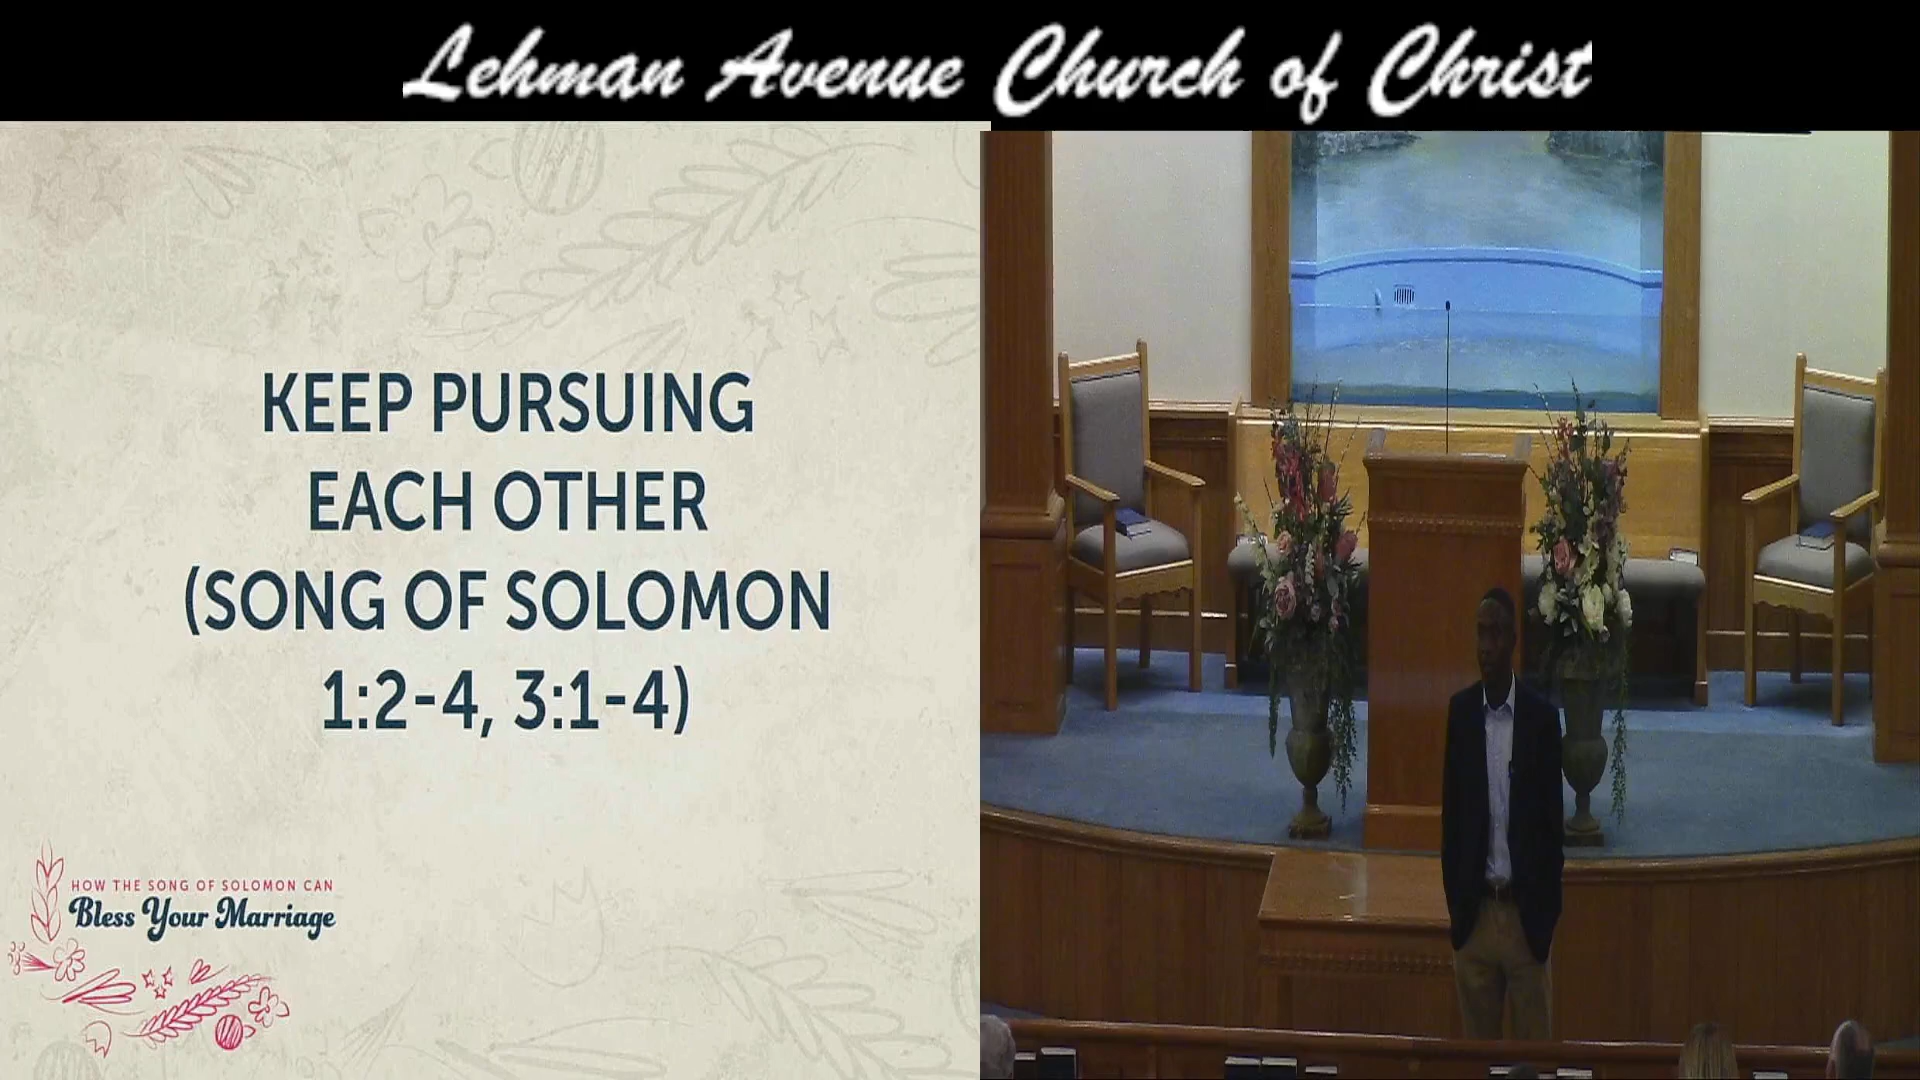 Lehman Avenue Church of Christ
KEEP PURSUING
EACH OTHER
(SONG OF SOLOMON
1:2-4, 3:1-4)
HOW THE SONG OF SOLOMON CAN
Bless Your Marriage